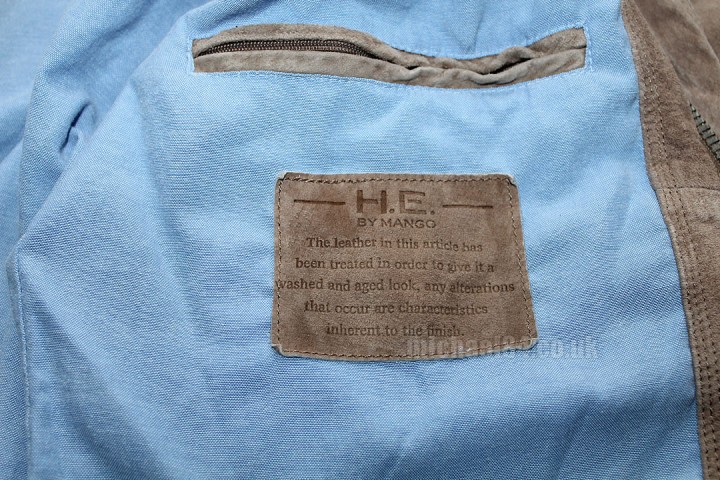 H.E.
BY MANGO
The leather in this article has
been treated in order to give it a
washed and aged look, any alterations
that occur are characteristics
inherent to the finish.